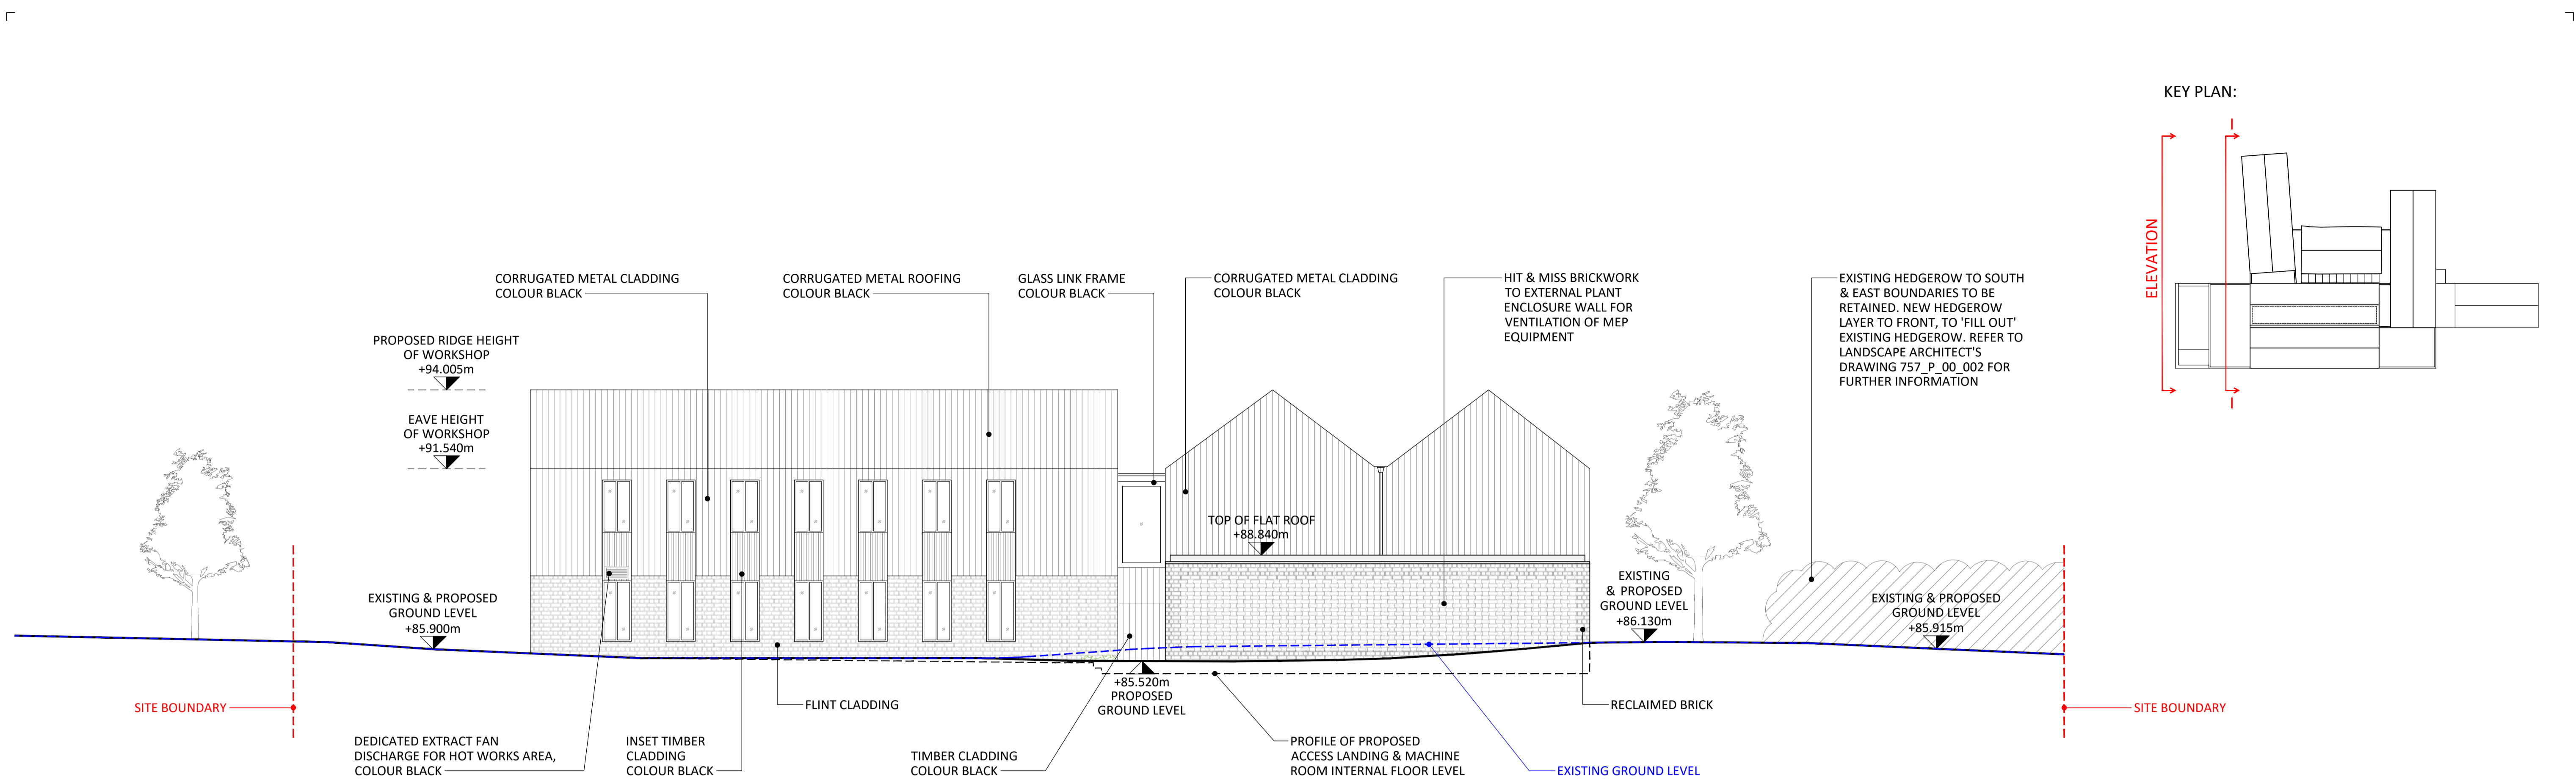 KEY PLAN:
ELEVATION
CORRUGATED METAL CLADDING
COLOUR BLACK
CORRUGATED METAL ROOFING
COLOUR BLACK
GLASS LINK FRAME
COLOUR BLACK
CORRUGATED METAL CLADDING
COLOUR BLACK
HIT & MISS BRICKWORK
TO EXTERNAL PLANT
ENCLOSURE WALL FOR
VENTILATION OF MEP
EQUIPMENT
EXISTING HEDGEROW TO SOUTH
& EAST BOUNDARIES TO BE
RETAINED. NEW HEDGEROW
LAYER TO FRONT, TO 'FILL OUT'
EXISTING HEDGEROW. REFER TO
LANDSCAPE ARCHITECT'S
DRAWING 757_P_00_002 FOR
FURTHER INFORMATION
PROPOSED RIDGE HEIGHT
OF WORKSHOP
+94.005m
EAVE HEIGHT
OF WORKSHOP
+91.540m
TOP OF FLAT ROOF
+88.840m
EXISTING & PROPOSED
GROUND LEVEL
+85.900m
EXISTING
& PROPOSED
GROUND LEVEL
+86.130m
EXISTING & PROPOSED
GROUND LEVEL
+85.915m
+85.520m
PROPOSED
GROUND LEVEL
SITE BOUNDARY
FLINT CLADDING
RECLAIMED BRICK
SITE BOUNDARY
DEDICATED EXTRACT FAN
DISCHARGE FOR HOT WORKS AREA,
COLOUR BLACK
INSET TIMBER
CLADDING
COLOUR BLACK
TIMBER CLADDING
COLOUR BLACK
PROFILE OF PROPOSED
ACCESS LANDING & MACHINE
ROOM INTERNAL FLOOR LEVEL
EXISTING GROUND LEVEL